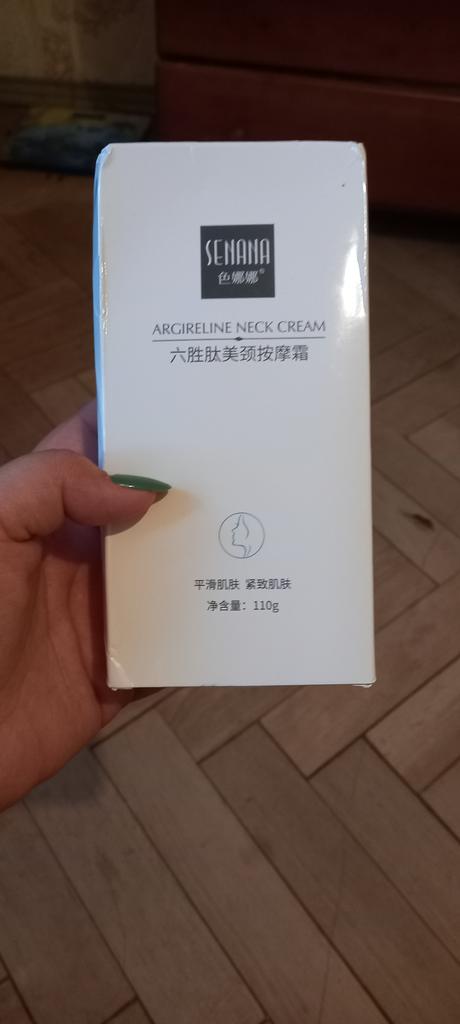 SENANA
色娜娜®
ARGIRELINE NECK CREAM
六胜肽美颈按摩霜
平滑肌肤 紧致肌肤
净含量：110g